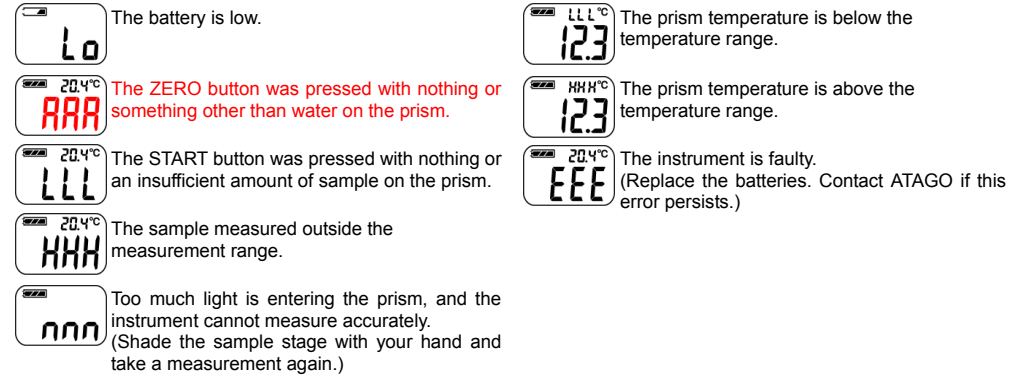 The battery is low.
Lo
20.4°C
The ZERO button was pressed with nothing or
something other than water on the prism.
AAA
20.4°C
The START button was pressed with nothing or
an insufficient amount of sample on the prism.
LLL
20.4°C
The sample measured outside the
measurement range.
HHH
Too much light is entering the prism, and the
instrument cannot measure accurately.
(Shade the sample stage with your hand and
take a measurement again.)
nnn
LLL°C
The prism temperature is below the
temperature range.
12.3
HHH°C
The prism temperature is above the
temperature range.
12.3
20.4°C
The instrument is faulty.
(Replace the batteries. Contact ATAGO if this
error persists.)
EEE